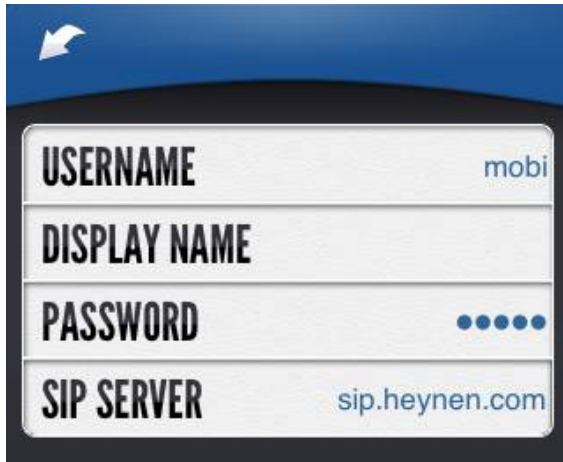 USERNAME mobi
DISPLAY NAME
PASSWORD •••••
SIP SERVER sip.heynen.com